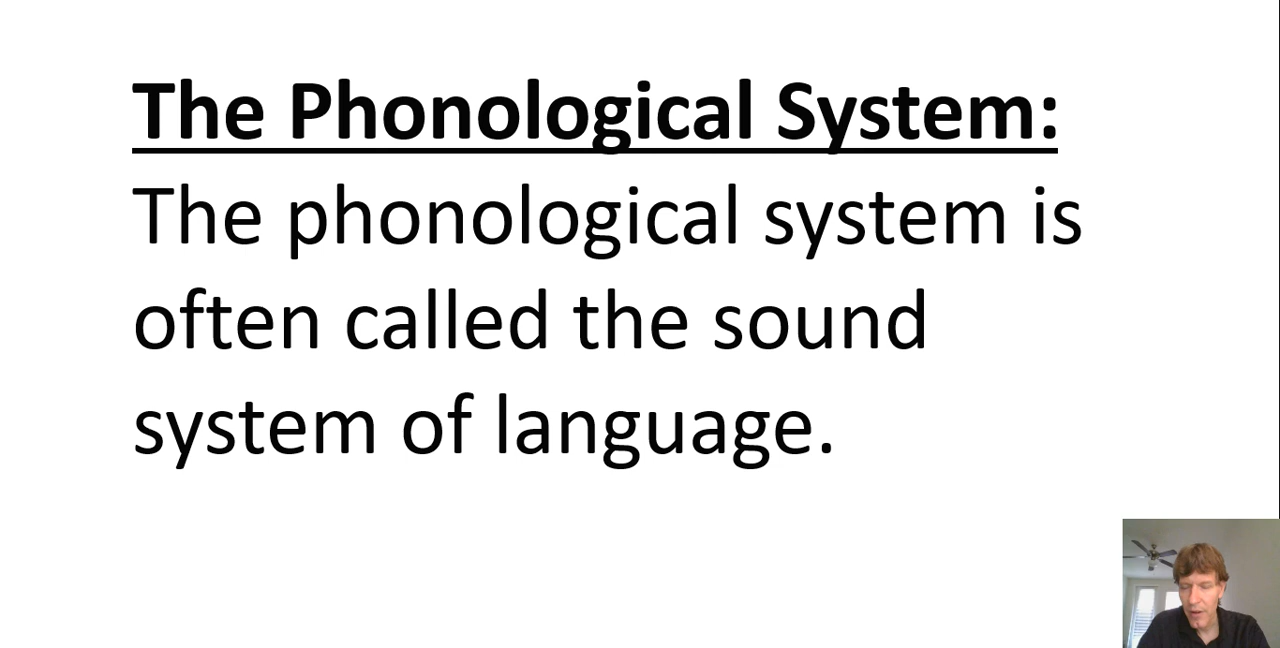 The Phonological System:
The phonological system is
often called the sound
system of language.